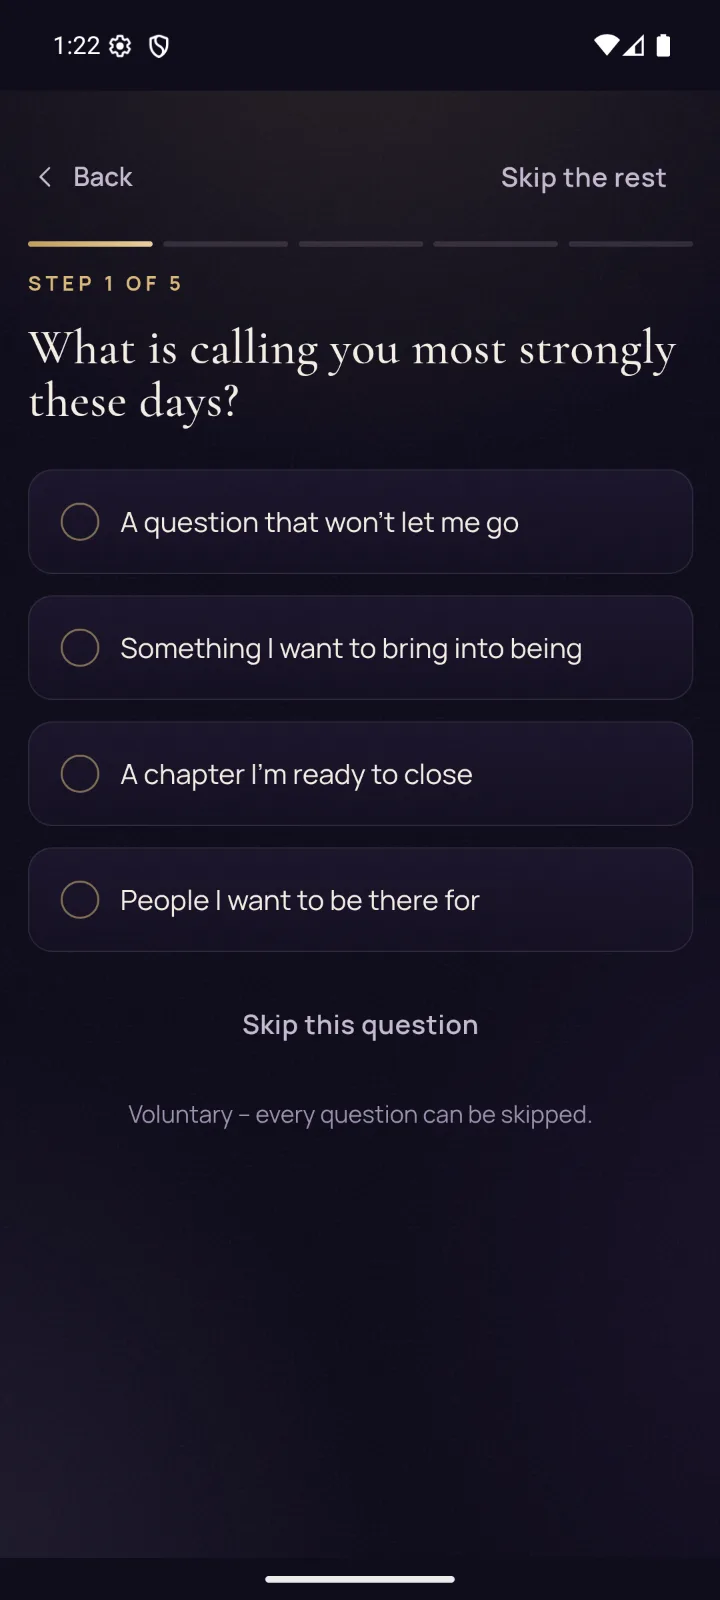 1:22
Back
Skip the rest
STEP 1 OF 5
What is calling you most strongly
these days?
A question that won’t let me go
Something I want to bring into being
A chapter I’m ready to close
People I want to be there for
Skip this question
Voluntary – every question can be skipped.